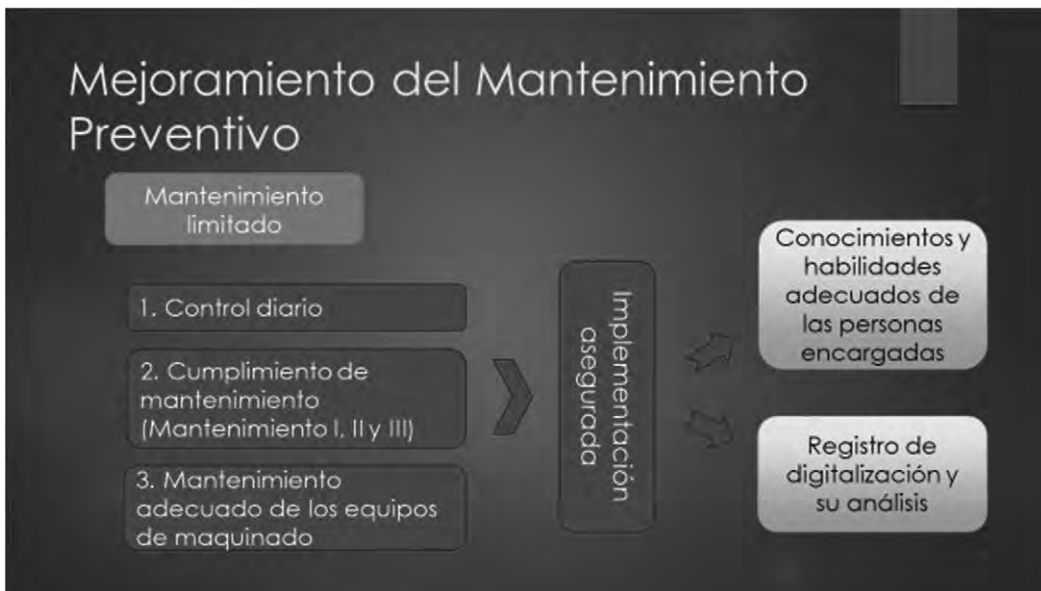 Mejoramiento del Mantenimiento
Preventivo
Mantenimiento
limitado
1. Control diario
2. Cumplimiento de
mantenimiento
(Mantenimiento I, II y III)
3. Mantenimiento
adecuado de los equipos
de maquinado
Implementación
asegurada
Conocimientos y
habilidades
adecuados de
las personas
encargadas
Registro de
digitalización y
su análisis